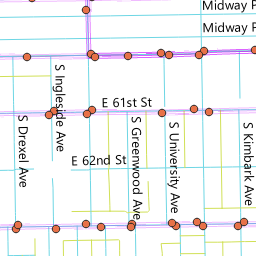 Midway P
Midway P
E 61st St
S Ingleside Ave
S Drexel Ave
S Greenwood Ave
S University Ave
S Kimbark Ave
E 62nd St